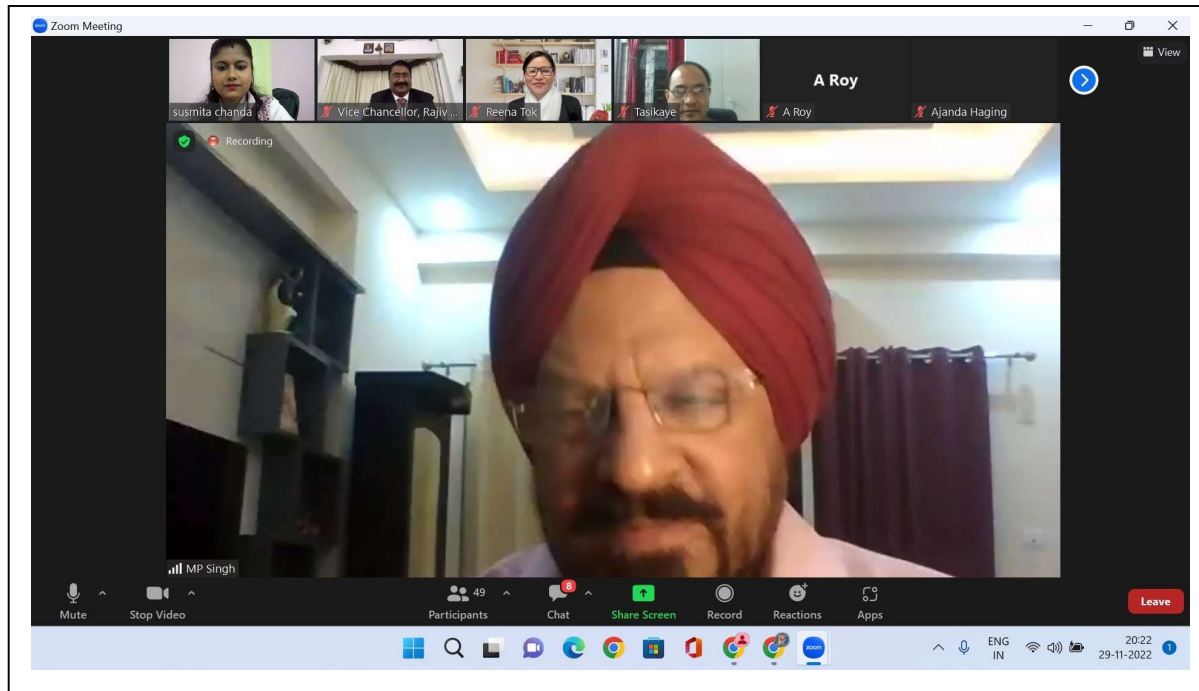 zoom Zoom Meeting
View
A Roy
susmita chanda
Vice Chancellor, Rajiv ...
Reena Tok
Tasikaye
A Roy
Ajanda Haging
Recording
MP Singh
49
8
Mute
Stop Video
Participants
Chat
Share Screen
Record
Reactions
Apps
Leave
zoom
ENG
IN
20:22
29-11-2022
1